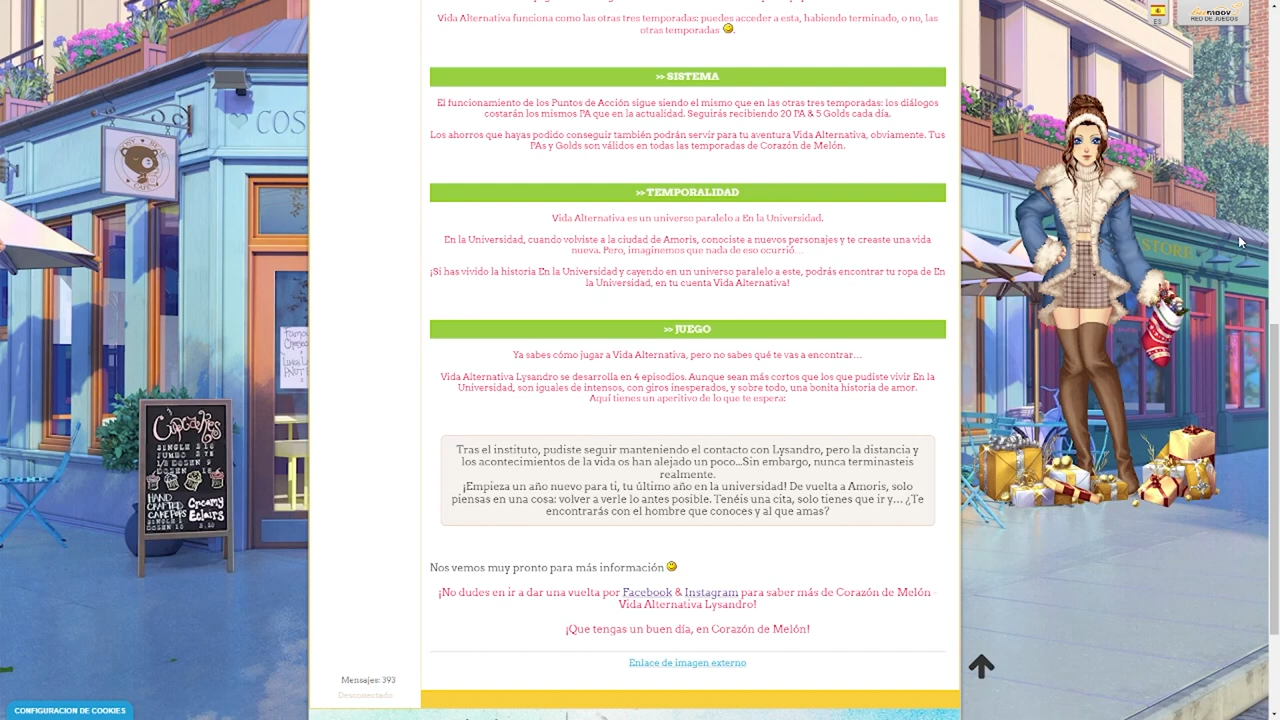 Vida Alternativa funciona como las otras tres temporadas: puedes acceder a esta, habiendo terminado, o no, las
otras temporadas .
ES
RED DE JUEGOS
>> SISTEMA
El funcionamiento de los Puntos de Acción sigue siendo el mismo que en las otras tres temporadas: los diálogos
costarán los mismos PA que en la actualidad. Seguirás recibiendo 20 PA & 5 Golds cada día.
Los ahorros que hayas podido conseguir también podrán servir para tu aventura Vida Alternativa, obviamente. Tus
PAs y Golds son válidos en todas las temporadas de Corazón de Melón.
COS
>> TEMPORALIDAD
Vida Alternativa es un universo paralelo a En la Universidad.
En la Universidad, cuando volviste a la ciudad de Amoris, conociste a nuevos personajes y te creaste una vida
nueva. Pero, imaginemos que nada de eso ocurrió...
¡Si has vivido la historia En la Universidad y cayendo en un universo paralelo a este, podrás encontrar tu ropa de En
la Universidad, en tu cuenta Vida Alternativa!
STORE
>> JUEGO
Ya sabes cómo jugar a Vida Alternativa, pero no sabes qué te vas a encontrar...
Vida Alternativa Lysandro se desarrolla en 4 episodios. Aunque sean más cortos que los que pudiste vivir En la
Universidad, son iguales de intensos, con giros inesperados, y sobre todo, una bonita historia de amor.
Aquí tienes un aperitivo de lo que te espera:
Tras el instituto, pudiste seguir manteniendo el contacto con Lysandro, pero la distancia y
los acontecimientos de la vida os han alejado un poco...Sin embargo, nunca terminasteis
realmente.
¡Empieza un año nuevo para ti, tu último año en la universidad! De vuelta a Amoris, solo
piensas en una cosa: volver a verle lo antes posible. Tenéis una cita, solo tienes que ir y... ¿Te
encontrarás con el hombre que conoces y al que amas?
Cupcakes
HAND
CRAFTED
CAKE POPS
Creamy
Eclairs
Nos vemos muy pronto para más información
¡No dudes en ir a dar una vuelta por Facebook & Instagram para saber más de Corazón de Melón -
Vida Alternativa Lysandro!
¡Que tengas un buen día, en Corazón de Melón!
Enlace de imagen externo
Mensajes: 393
Desconectado
CONFIGURACION DE COOKIES